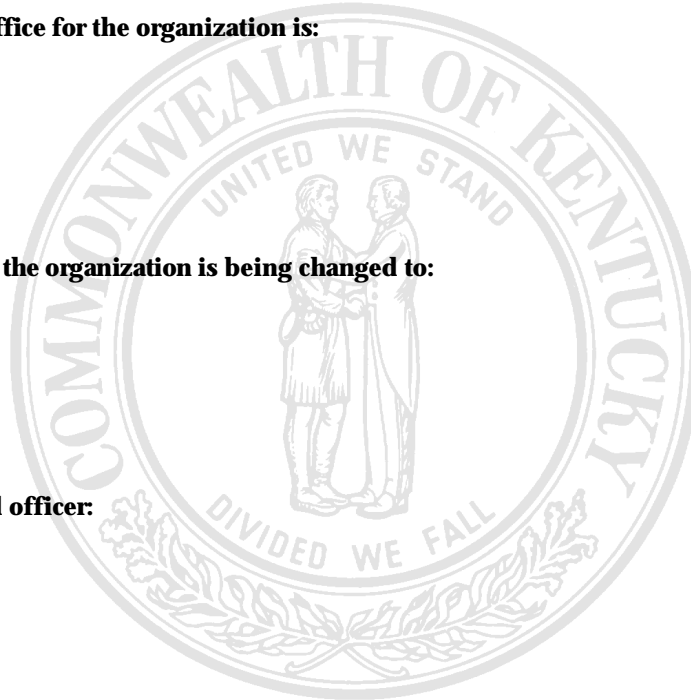 ffice for the organization is:
COMMONWEALTH OF KENTUCKY
UNITED WE STAND
the organization is being changed to:
l officer:
DIVIDED WE FALL